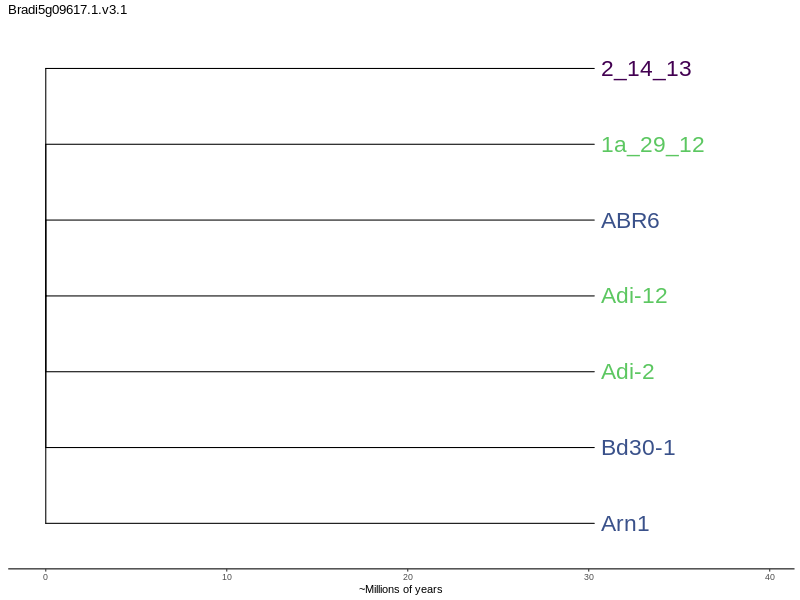 Bradi5g09617.1.v3.1
2_14_13
1a_29_12
ABR6
Adi-12
Adi-2
Bd30-1
Arn1
0 10 20 30 40
~Millions of years